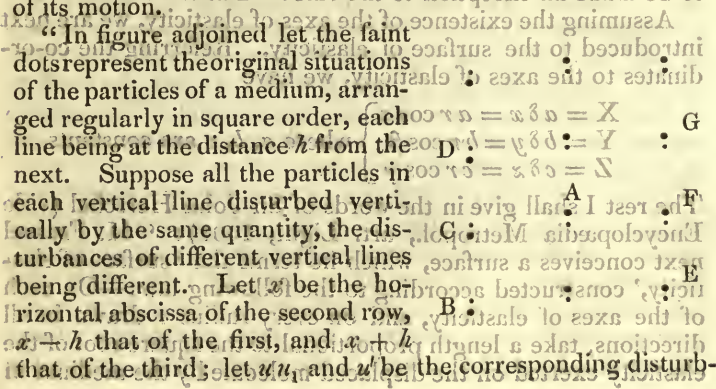 of its motion.
“In figure adjoined let the faint
dots represent the original situations
of the particles of a medium, arran-
ged regularly in square order, each
line being at the distance h from the
next. Suppose all the particles in
each vertical line disturbed verti-
cally by the same quantity, the dis-
turbances of different vertical lines
being different. Let x be the ho-
rizontal abscissa of the second row,
x — h that of the first, and x + h
that of the third; let u u, and u' be the corresponding disturb-
G
D
A
F
C
E
B